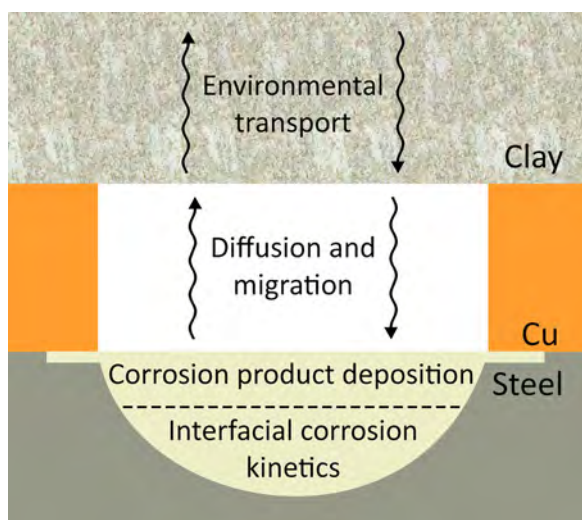 Environmental
transport
Clay
Diffusion and
migration
Cu
Corrosion product deposition
Steel
Interfacial corrosion
kinetics